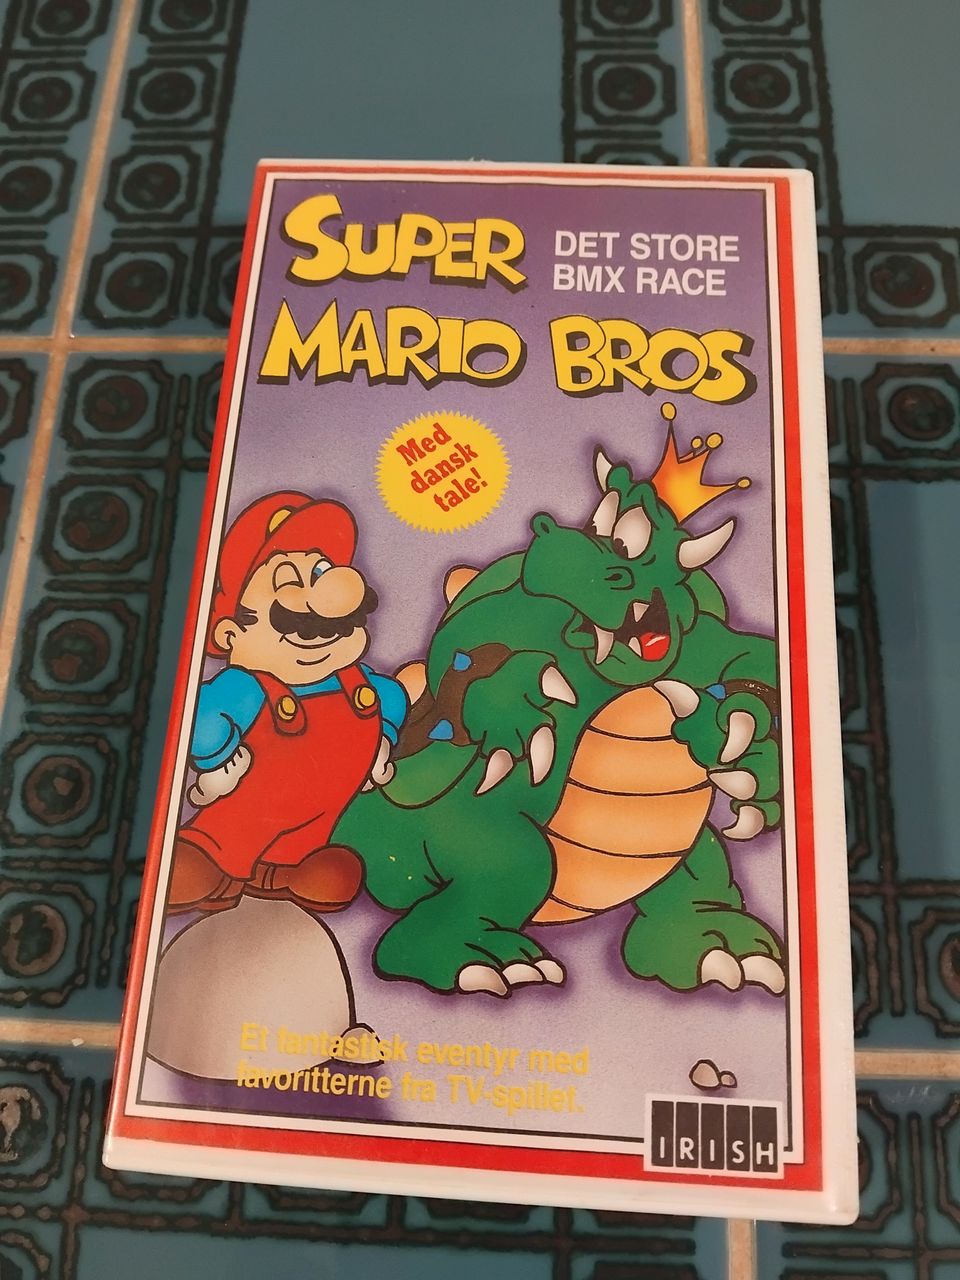 SUPER
MARIO BROS
DET STORE
BMX RACE
Med
dansk
tale!
Et fantastisk eventyr med
favoritterne fra TV-spillet.
IRISH